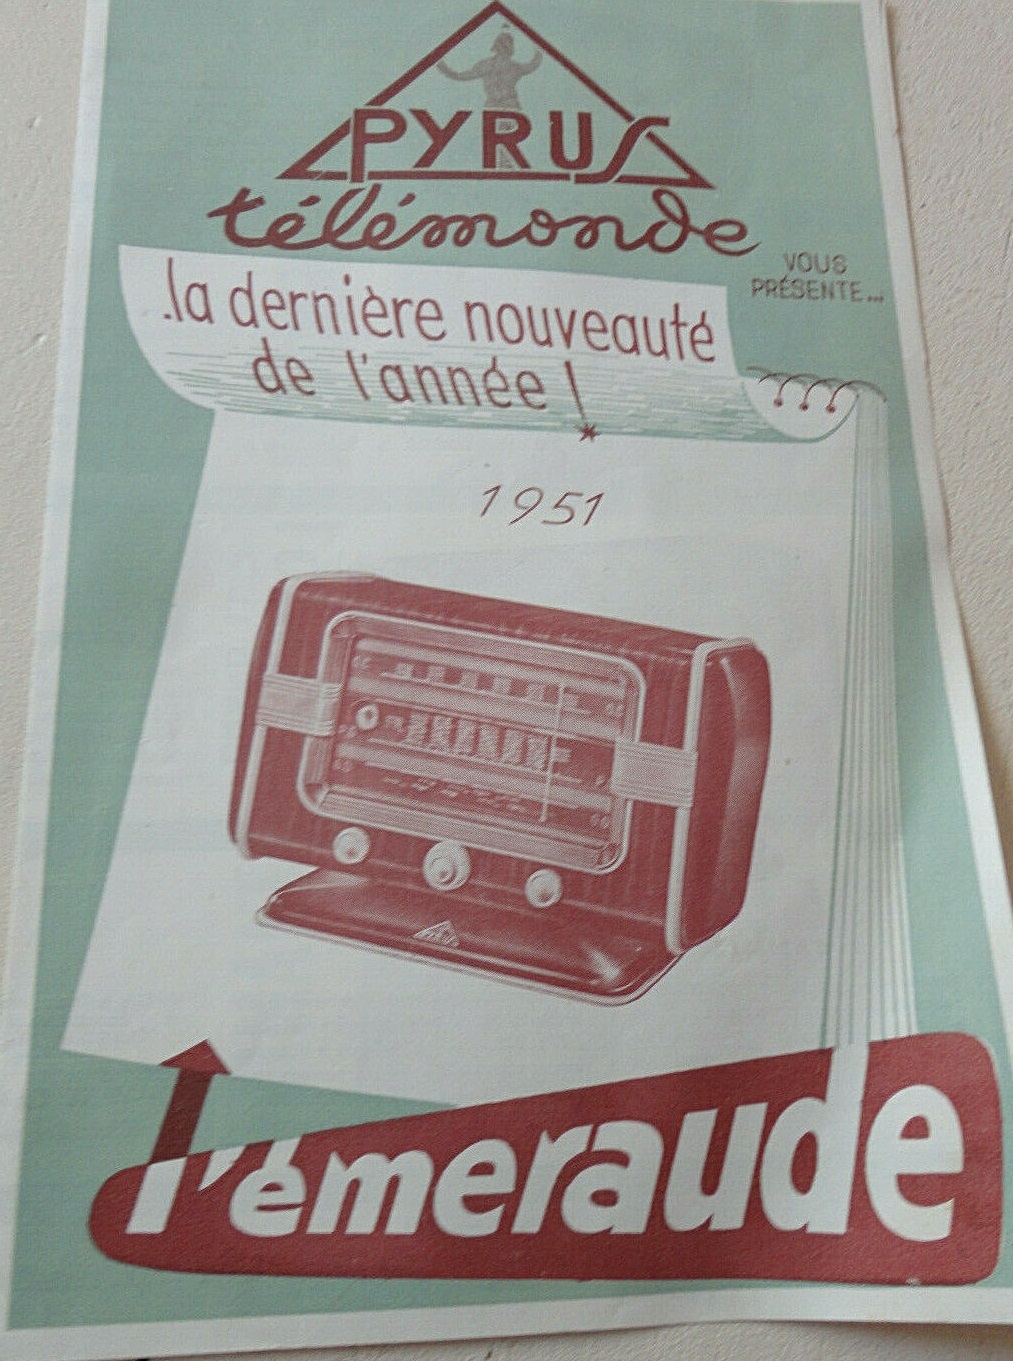 PYRUS
télémonde
VOUS
PRÉSENTE...
.la dernière nouveauté
de l'année !
1951
l'émeraude